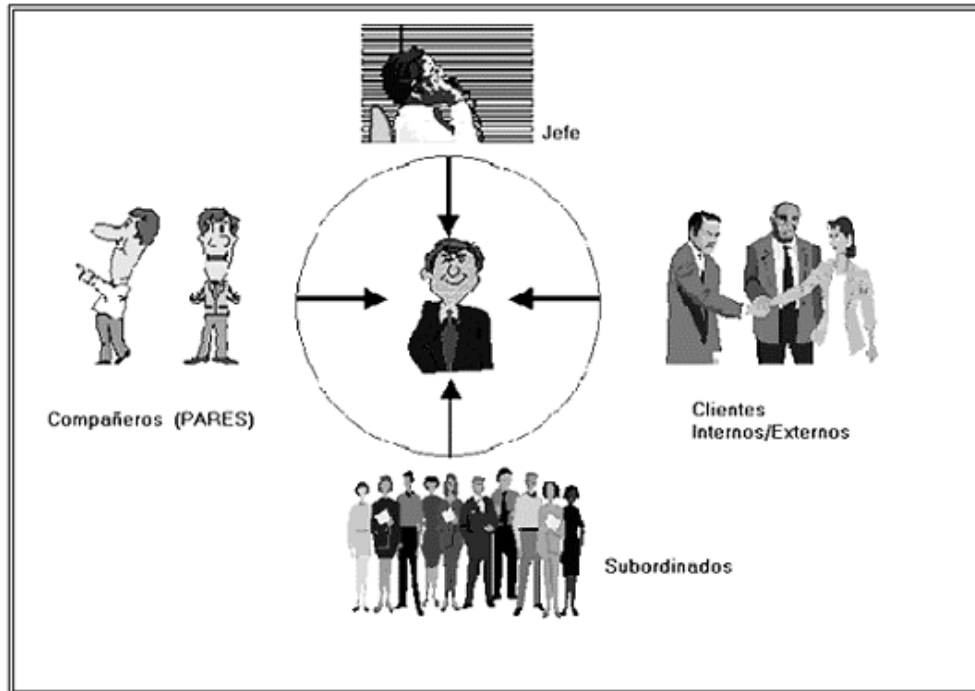 Jefe
Compañeros (PARES)
Clientes
Internos/Externos
Subordinados